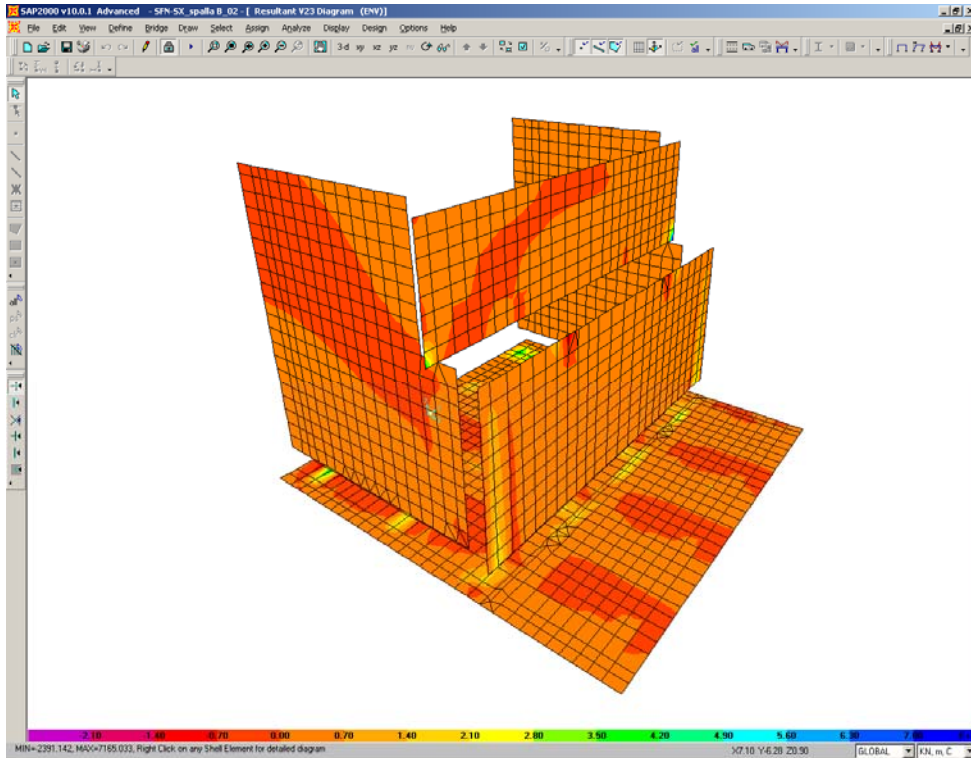 SAP2000 v10.0.1 Advanced - SFN-SX_spalla B_02 - [ Resultant V23 Diagram (ENV)]
File Edit View Define Bridge Draw Select Assign Analyze Display Design Options Help
3-d xy xz yz
-2.10 -1.40 0.70 0.00 0.70 1.40 2.10 2.80 3.50 4.20 4.90 5.60 6.30
MIN=-2391.142, MAX=7165.033, Right Click on any Shell Element for detailed diagram X7.10 Y-6.28 Z0.90 GLOBAL KN, m, C